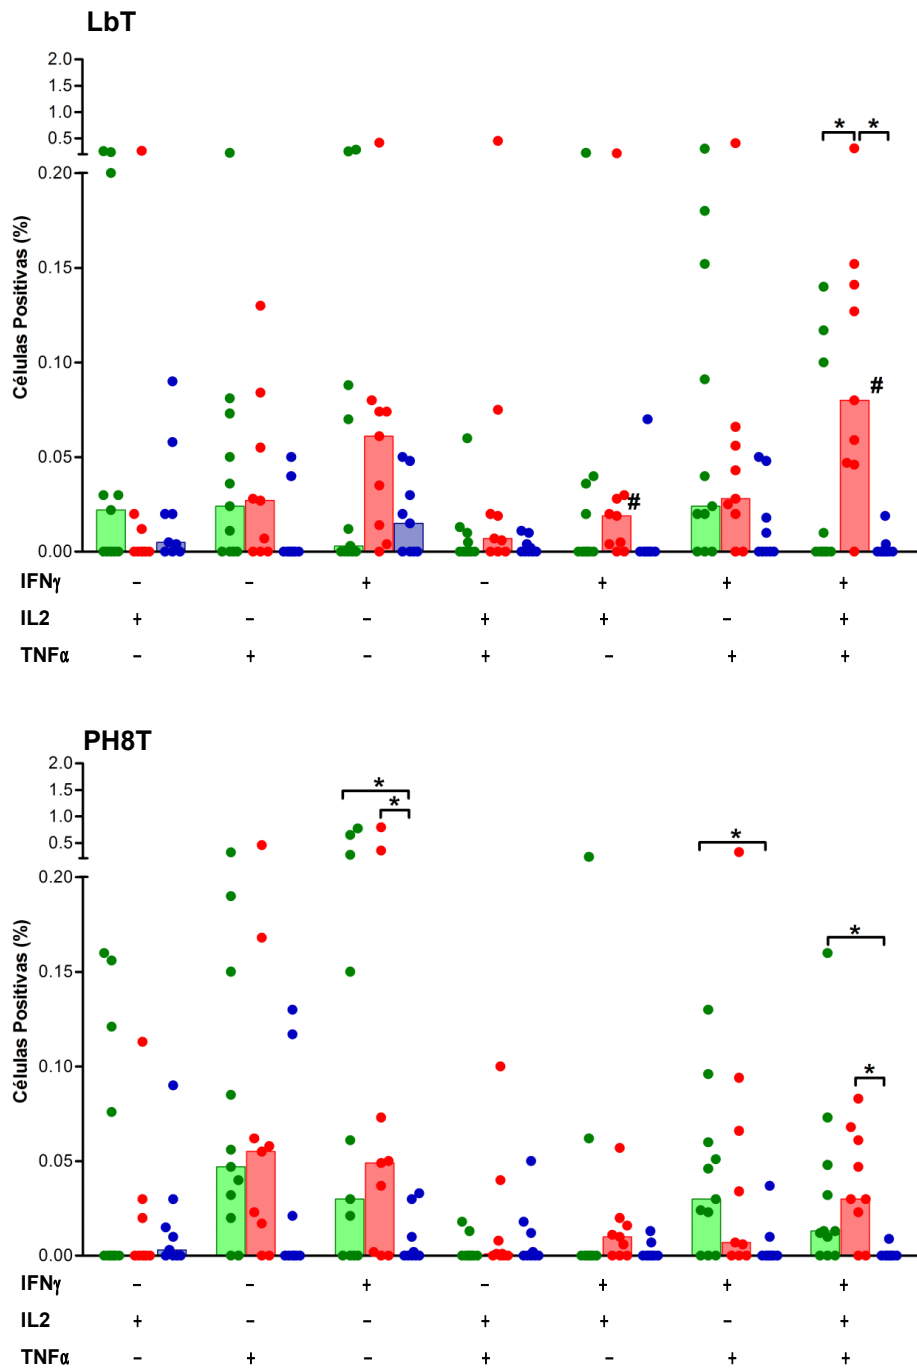 LbT
2.0
1.5
1.0
* *
0.5
0.20
0.15
Células Positivas (%)
0.10
#
0.05
#
0.00
IFNγ - - + - + + +
IL2 + - - + + - +
TNFα - + - + - + +
PH8T
2.0
1.5
*
1.0
*
0.5
*
0.20
*
0.15
Células Positivas (%)
0.10
*
0.05
0.00
IFNγ - - + - + + +
IL2 + - - + + - +
TNFα - + - + - + +